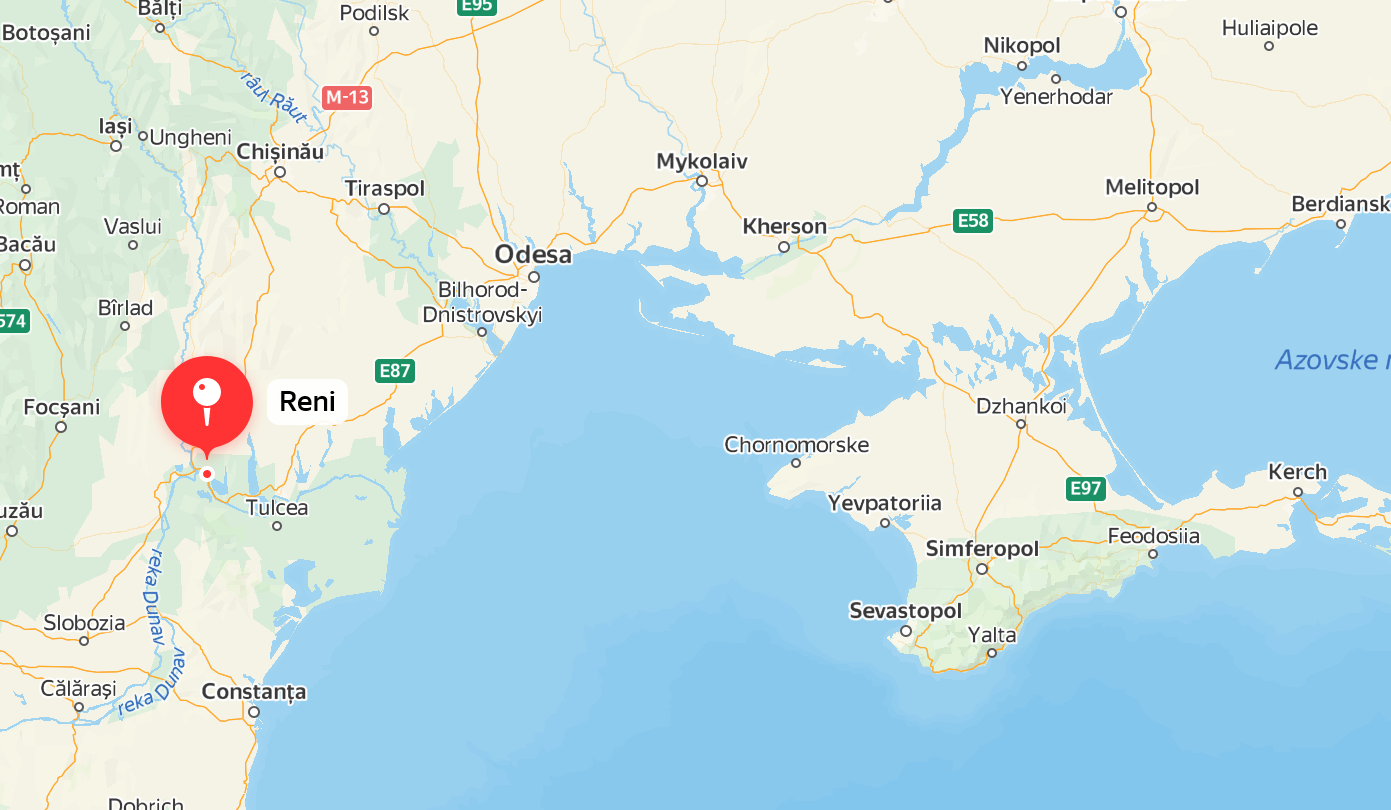 Bălți
E95
Podilsk
Botoșani
Huliaipole
Nikopol
Yenerhodar
râul Răut
M-13
Iași
Ungheni
Chișinău
Mykolaiv
Tiraspol
Melitopol
Roman
Vaslui
Kherson
E58
Berdiansk
Bacău
Odesa
Bilhorod-
Dnistrovskyi
Bîrlad
574
E87
Azovske
Reni
Focșani
Dzhankoi
Chornomorske
Kerch
E97
Yevpatoriia
Tulcea
uzău
Feodosiia
Simferopol
reka Dunav
Slobozia
Sevastopol
Yalta
reka Dunav
Călărași
Constanța
Dobrich